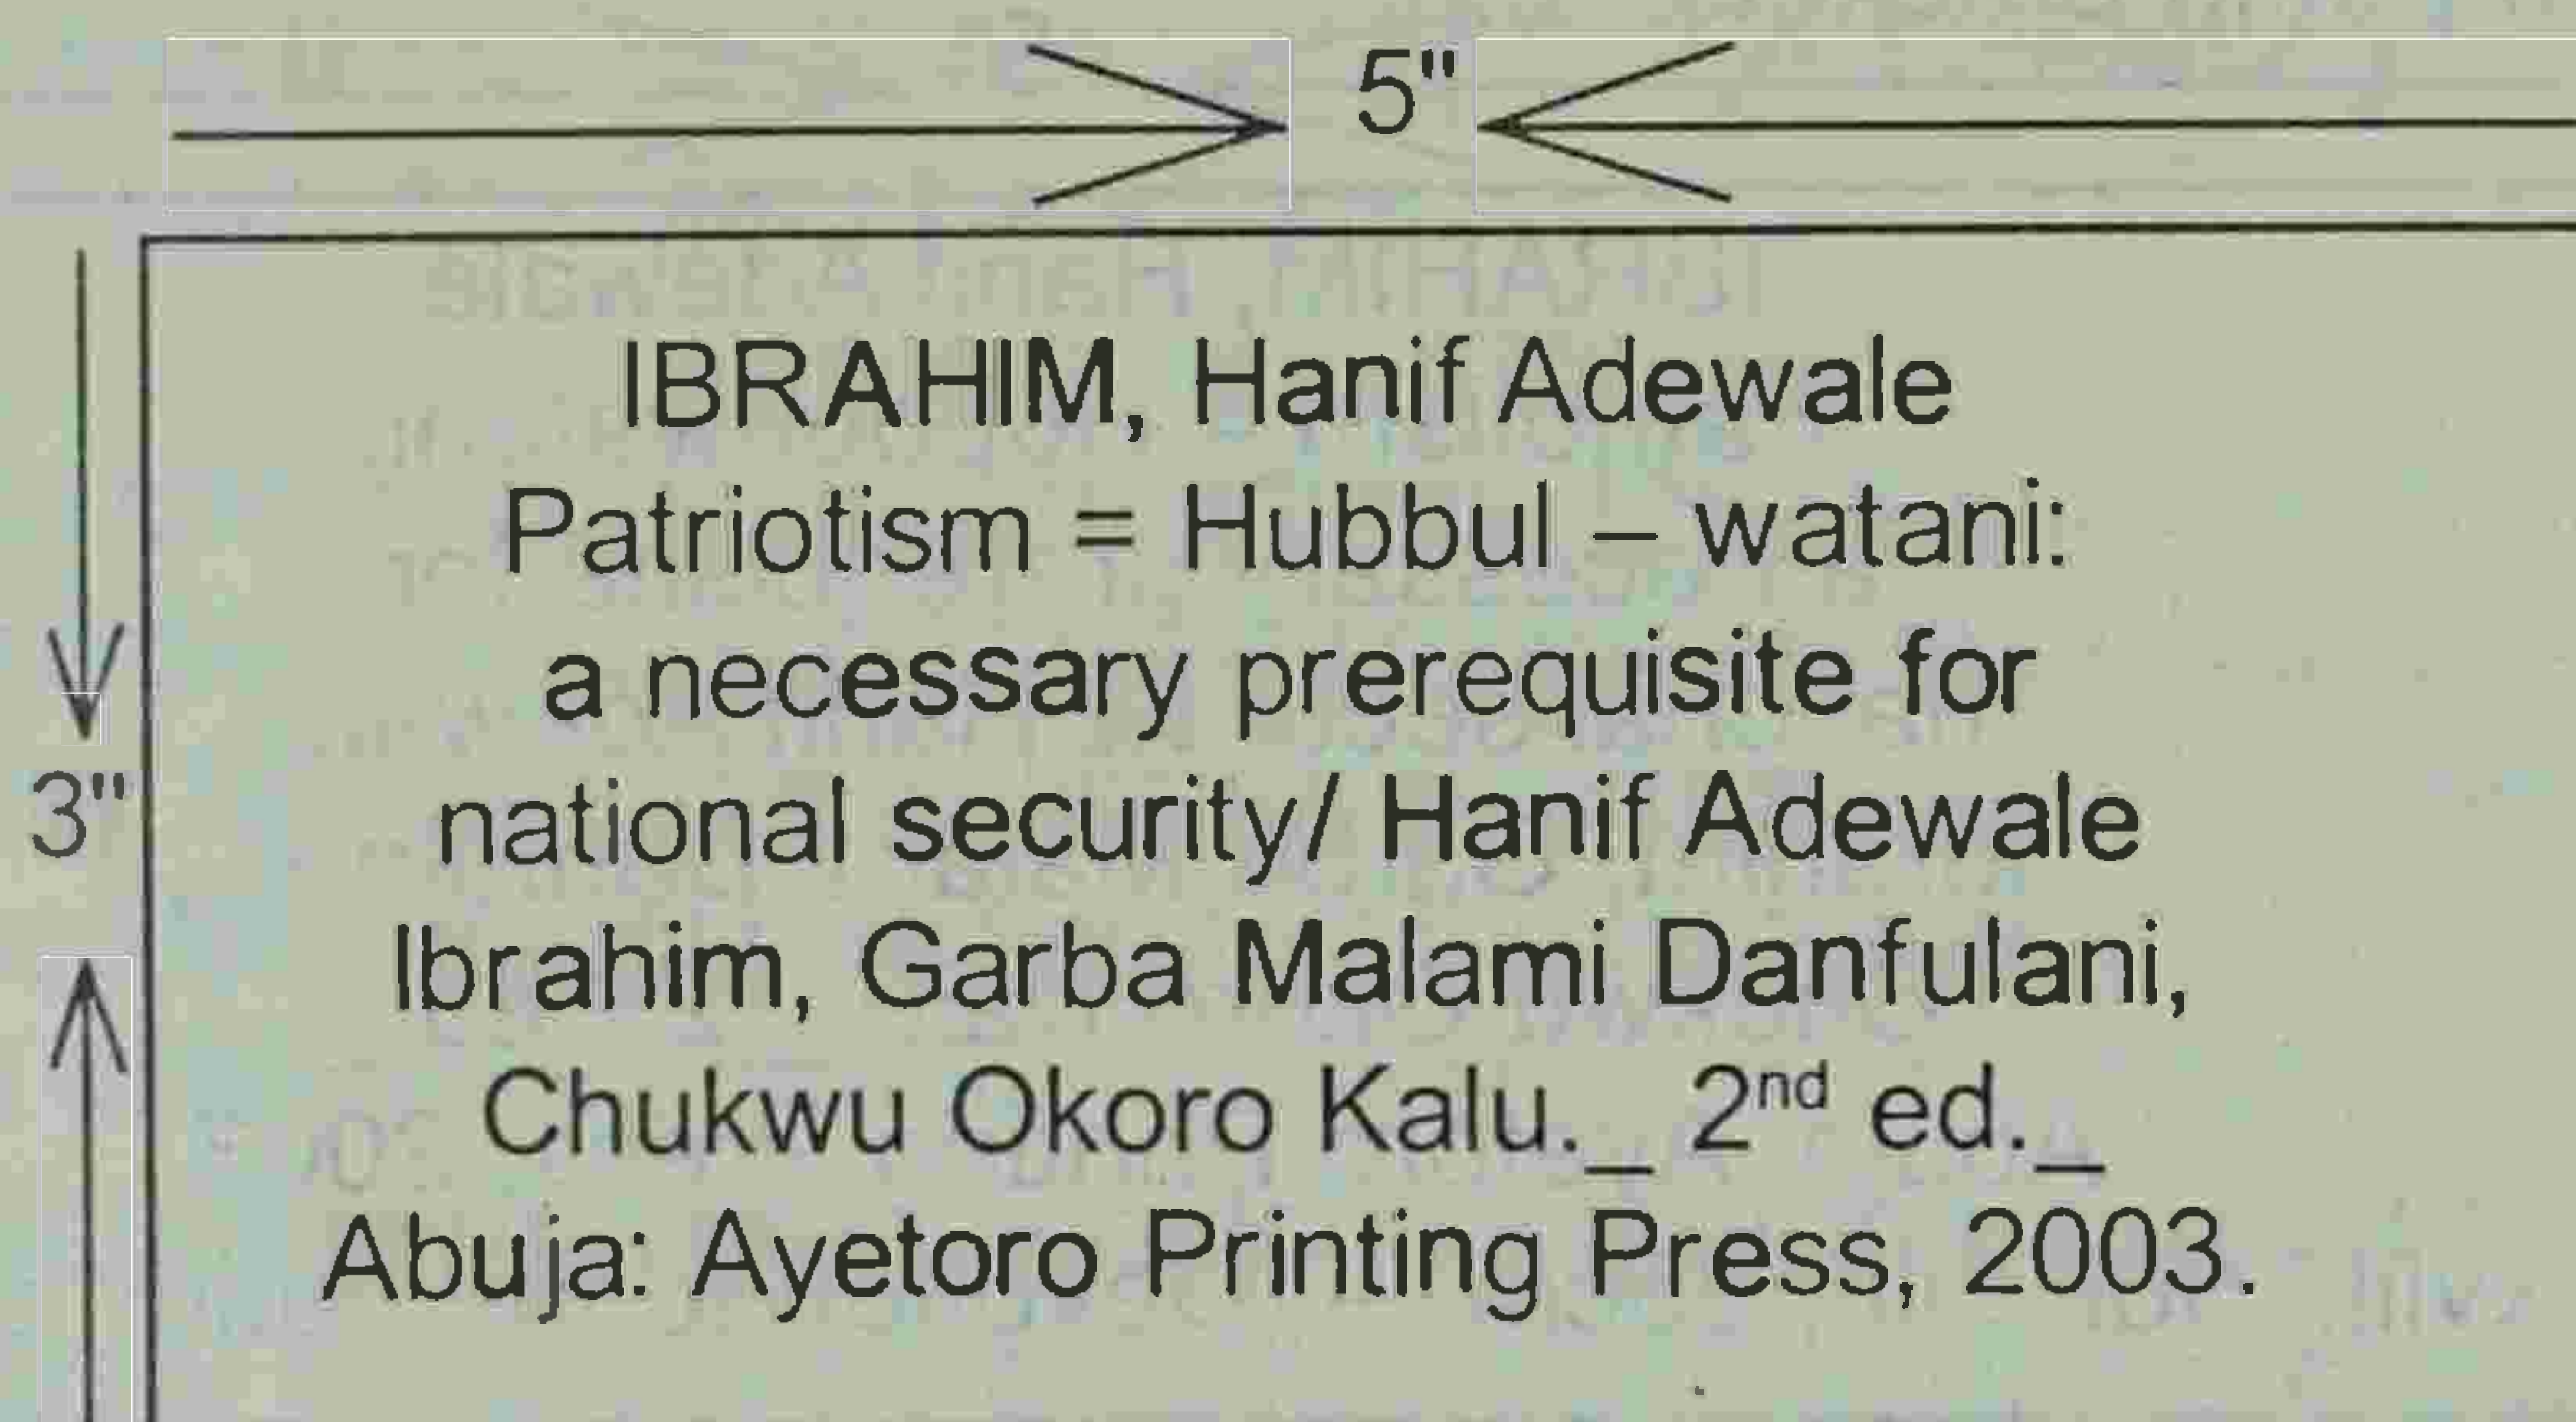 5"
3"
IBRAHIM, Hanif Adewale
Patriotism = Hubbul – watani:
a necessary prerequisite for
national security/ Hanif Adewale
Ibrahim, Garba Malami Danfulani,
Chukwu Okoro Kalu._ 2nd ed._
Abuja: Ayetoro Printing Press, 2003.